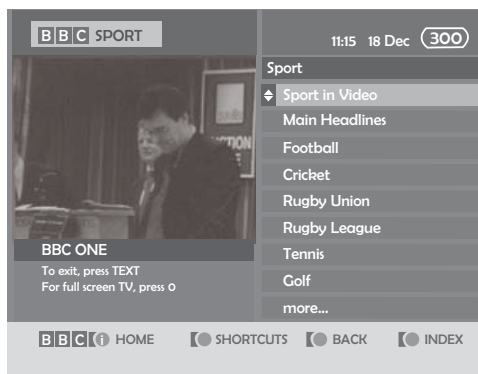 BBC SPORT
11:15 18 Dec 300
Sport
Sport in Video
Main Headlines
Football
Cricket
Rugby Union
Rugby League
Tennis
Golf
more...
BBC ONE
To exit, press TEXT
For full screen TV, press 0
BBCi HOME SHORTCUTS BACK INDEX